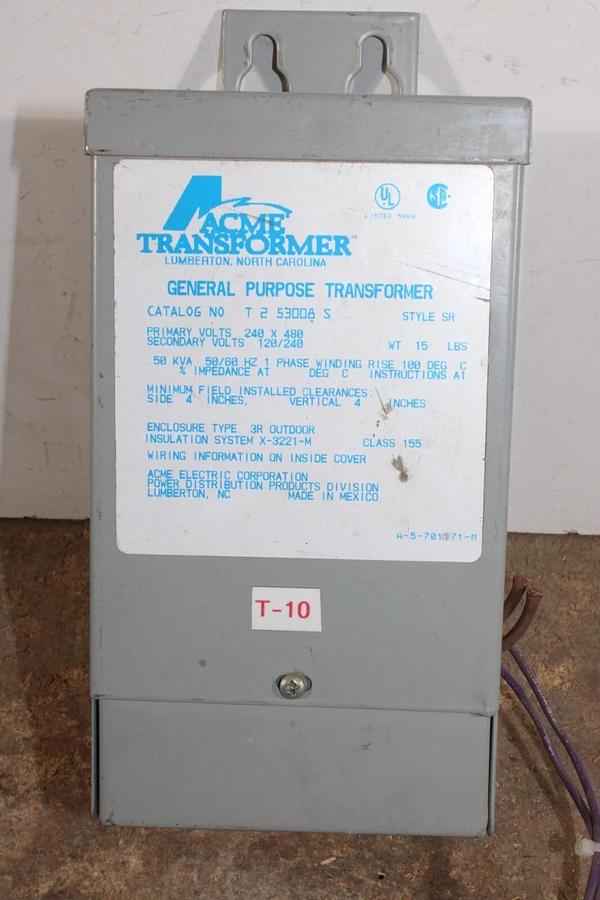 ACME
TRANSFORMER™
LUMBERTON, NORTH CAROLINA
UL
LISTED 5000
GENERAL PURPOSE TRANSFORMER
CATALOG NO T 2 53008 S STYLE SR
PRIMARY VOLTS 240 X 480
SECONDARY VOLTS 120/240 WT 15 LBS
.50 KVA 50/60 HZ 1 PHASE WINDING RISE 100 DEG C
% IMPEDANCE AT DEG C INSTRUCTIONS AI
MINIMUM FIELD INSTALLED CLEARANCES:
SIDE 4 INCHES, VERTICAL 4 INCHES
ENCLOSURE TYPE 3R OUTDOOR
INSULATION SYSTEM X-3221-M CLASS 155
WIRING INFORMATION ON INSIDE COVER
ACME ELECTRIC CORPORATION
POWER DISTRIBUTION PRODUCTS DIVISION
LUMBERTON, NC MADE IN MEXICO
T-10